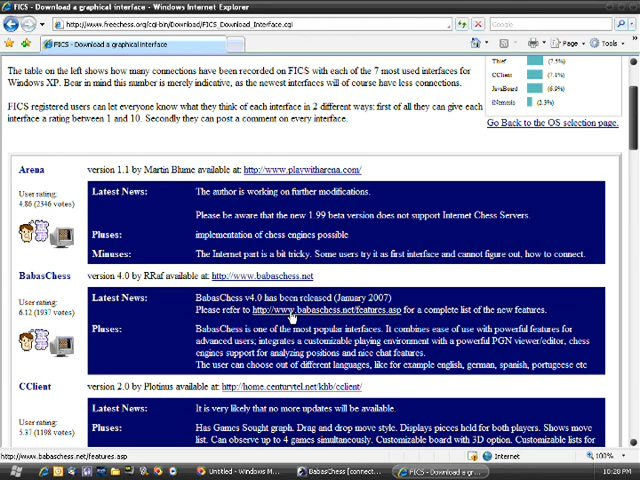 FICS - Download a graphical interface - Windows Internet Explorer
http://www.freechess.org/cgi-bin/Download/FICS_Download_Interface.cgi
Google
FICS - Download a graphical interface
Page
Tools
The table on the left shows how many connections have been recorded on FICS with each of the 7 most used interfaces for
Windows XP. Bear in mind this number is merely indicative, as the newest interfaces will of course have less connections.
FICS registered users can let everyone know what they think of each interface in 2 different ways: first of all they can give each
interface a rating between 1 and 10. Secondly they can post a comment on every interface.
Thief (7.5%)
CClient (7.1%)
JavaBoard (6.9%)
(2.3%)
Go Back to the OS selection page.
Arena version 1.1 by Martin Blume available at: http://www.playwitharena.com/
User rating:
4.86 (2346 votes)
Latest News: The author is working on further modifications.
Please be aware that the new 1.99 beta version does not support Internet Chess Servers.
Pluses: implementation of chess engines possible
Minuses: The Internet part is a bit tricky. Some users try it as first interface and cannot figure out, how to connect.
BabasChess version 4.0 by RRaf available at: http://www.babaschess.net
User rating:
6.12 (1937 votes)
Latest News: BabasChess v4.0 has been released (January 2007)
Please refer to http://www.babaschess.net/features.asp for a complete list of the new features.
Pluses: BabasChess is one of the most popular interfaces. It combines ease of use with powerful features for
advanced users; integrates a customizable playing environment with a powerful PGN viewer/editor, chess
engines support for analyzing positions and nice chat features.
The user can choose out of different languages, like for example english, german, spanish, portuguese etc
CClient version 2.0 by Plotinus available at: http://home.centurytel.net/khb/cclient/
User rating:
5.37 (1198 votes)
Latest News: It is very likely that no more updates will be available.
Pluses: Has Games Sought graph. Drag and drop move style. Displays pieces held for both players. Shows move
list. Can observe up to 4 games simultaneously. Customizable board with 3D option. Customizable lists for
http://www.babaschess.net/features.asp
Internet
100%
start
Untitled - Windows M...
BabasChess [connect...
FICS - Download a gr...
10:28 PM